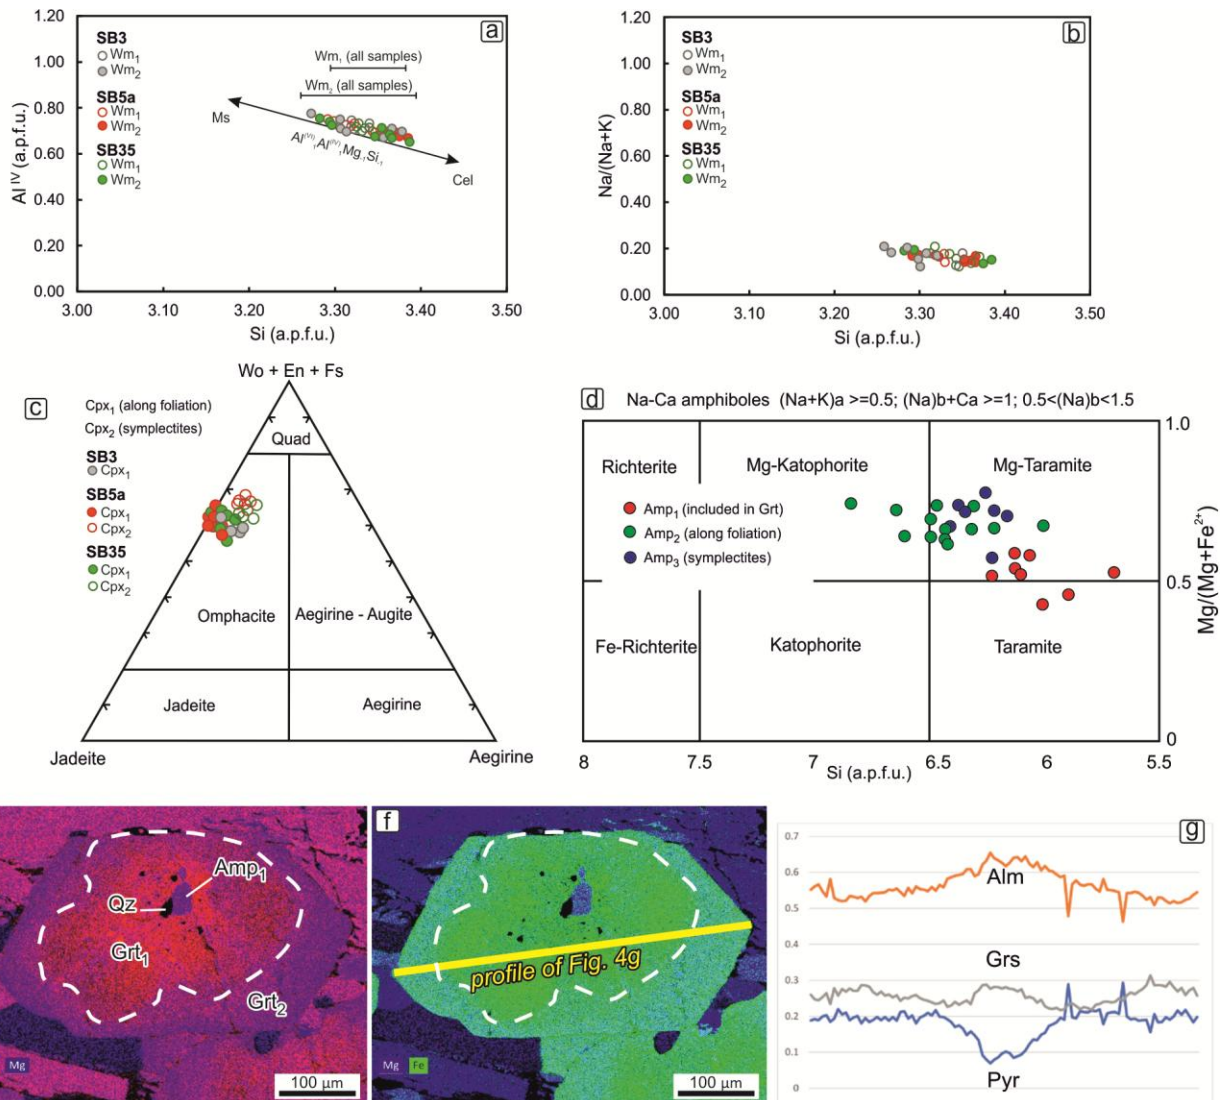 a
SB3
Wm1
Wm2
SB5a
Wm1
Wm2
SB35
Wm1
Wm2
Wm1 (all samples)
Wm2 (all samples)
Ms
Al(VI)-1Al(IV)-1Mg1Si1
Cel
1.20
1.00
0.80
0.60
0.40
0.20
0.00
Al IV (a.p.f.u.)
3.00 3.10 3.20 3.30 3.40 3.50
Si (a.p.f.u.)
b
SB3
Wm1
Wm2
SB5a
Wm1
Wm2
SB35
Wm1
Wm2
1.20
1.00
0.80
0.60
0.40
0.20
0.00
Na/(Na+K)
3.00 3.10 3.20 3.30 3.40 3.50
Si (a.p.f.u.)
c
Wo + En + Fs
Cpx1 (along foliation)
Cpx2 (symplectites)
SB3
Cpx1
SB5a
Cpx1
Cpx2
SB35
Cpx1
Cpx2
Quad
Omphacite
Aegirine - Augite
Jadeite
Aegirine
Jadeite
Aegirine
d
Na-Ca amphiboles (Na+K)a >=0.5; (Na)b+Ca >=1; 0.5<(Na)b<1.5
Richterite
Mg-Katophorite
Mg-Taramite
Amp1 (included in Grt)
Amp2 (along foliation)
Amp3 (symplectites)
Fe-Richterite
Katophorite
Taramite
1.0
0.5
0
Mg/(Mg+Fe2+)
8 7.5 7 6.5 6 5.5
Si (a.p.f.u.)
Amp1
Qz
Grt1
Grt2
Mg
100 µm
f
profile of Fig. 4g
Mg Fe
100 µm
g
0.7
0.6
0.5
0.4
0.3
0.2
0.1
0
Alm
Grs
Pyr